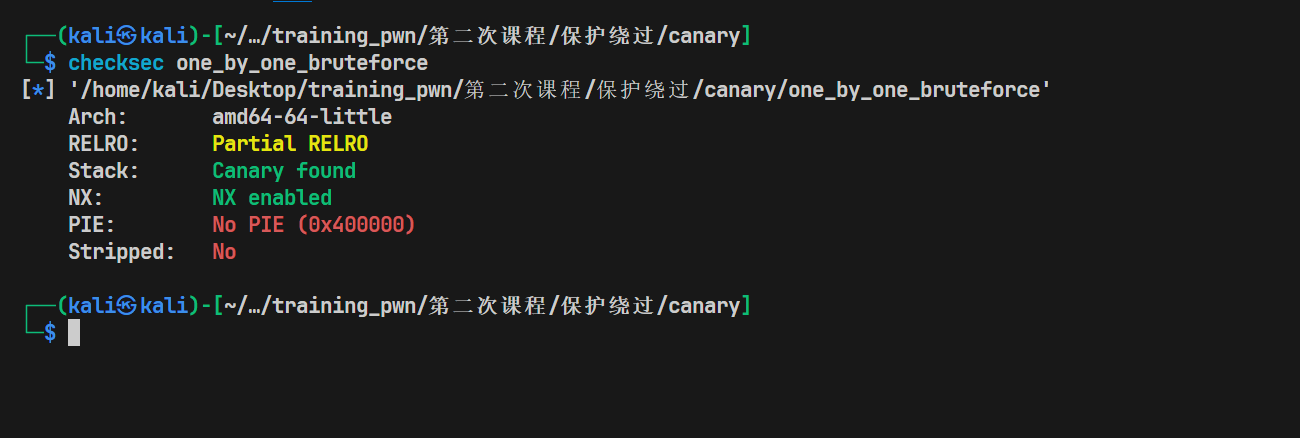 ┌──(kali㉿kali)-[~/…/training_pwn/第二次课程/保护绕过/canary]
└─$ checksec one_by_one_bruteforce
[*] '/home/kali/Desktop/training_pwn/第二次课程/保护绕过/canary/one_by_one_bruteforce'
    Arch:       amd64-64-little
    RELRO:      Partial RELRO
    Stack:      Canary found
    NX:         NX enabled
    PIE:        No PIE (0x400000)
    Stripped:   No
┌──(kali㉿kali)-[~/…/training_pwn/第二次课程/保护绕过/canary]
└─$